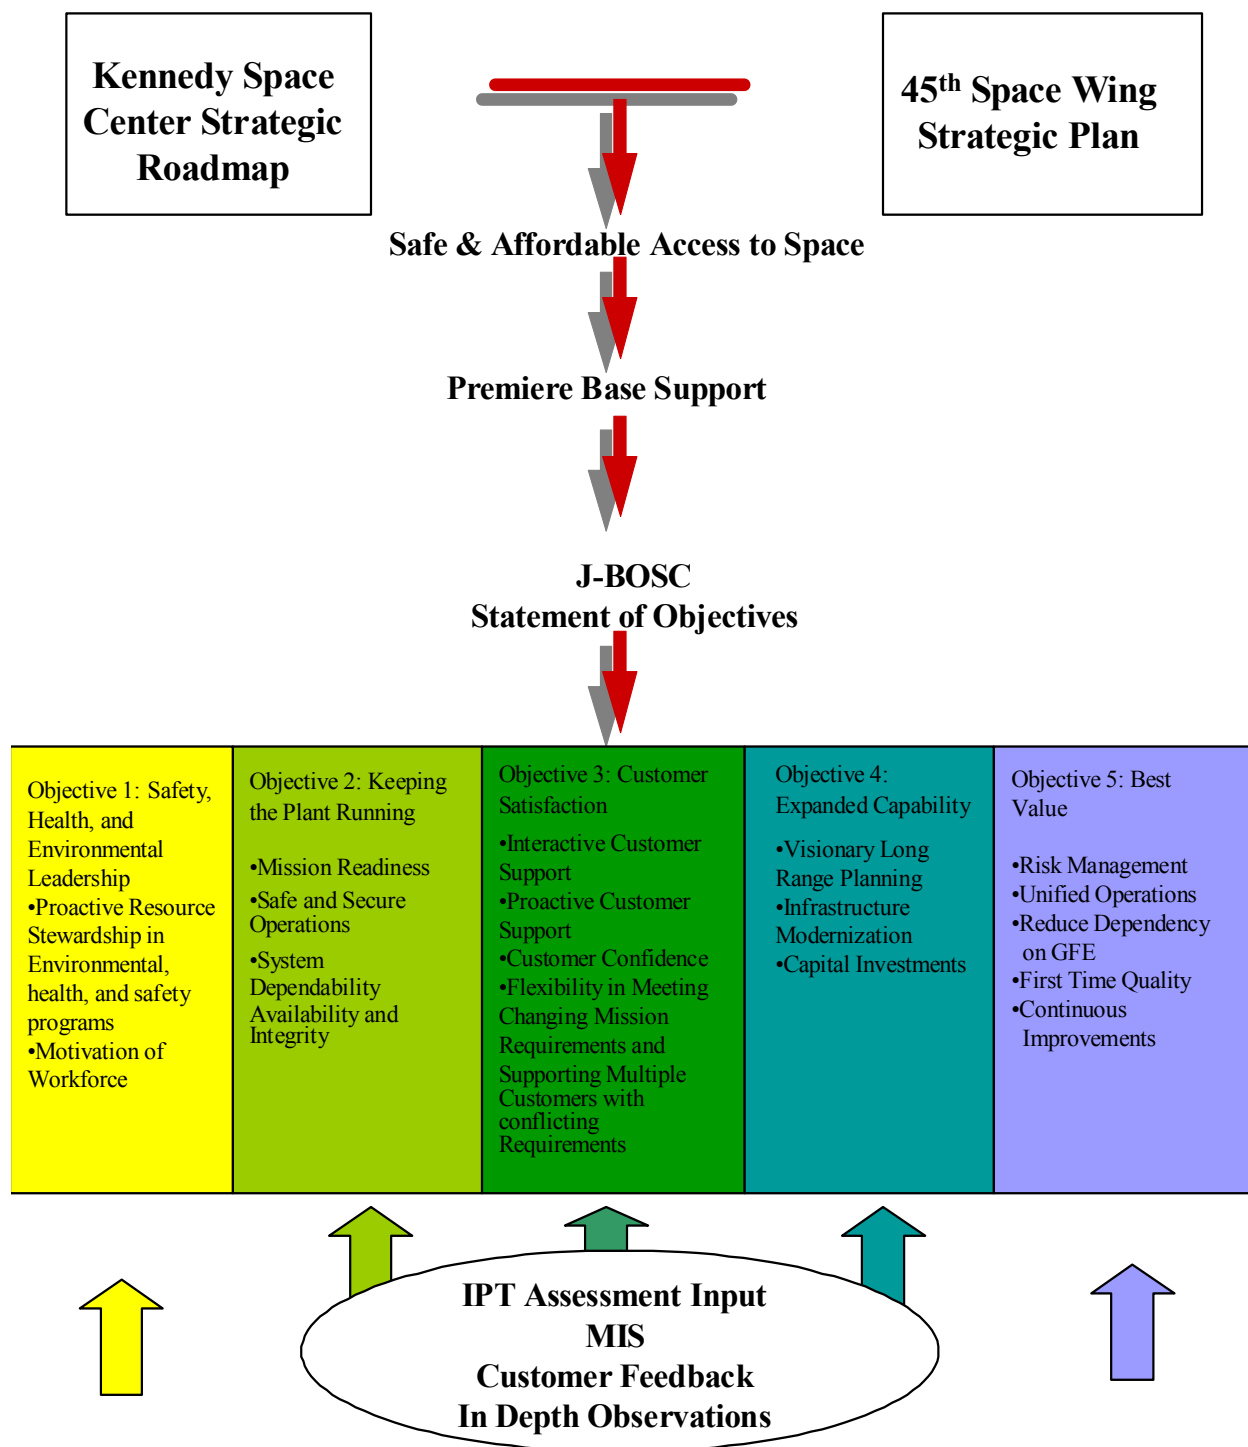 Kennedy Space
Center Strategic
Roadmap
45th Space Wing
Strategic Plan
Safe & Affordable Access to Space
Premiere Base Support
J-BOSC
Statement of Objectives
Objective 1: Safety,
Health, and
Environmental
Leadership
•Proactive Resource
Stewardship in
Environmental,
health, and safety
programs
•Motivation of
Workforce
Objective 2: Keeping
the Plant Running
•Mission Readiness
•Safe and Secure
Operations
•System
Dependability
Availability and
Integrity
Objective 3: Customer
Satisfaction
•Interactive Customer
Support
•Proactive Customer
Support
•Customer Confidence
•Flexibility in Meeting
Changing Mission
Requirements and
Supporting Multiple
Customers with
conflicting
Requirements
Objective 4:
Expanded Capability
•Visionary Long
Range Planning
•Infrastructure
Modernization
•Capital Investments
Objective 5: Best
Value
•Risk Management
•Unified Operations
•Reduce Dependency
on GFE
•First Time Quality
•Continuous
Improvements
IPT Assessment Input
MIS
Customer Feedback
In Depth Observations